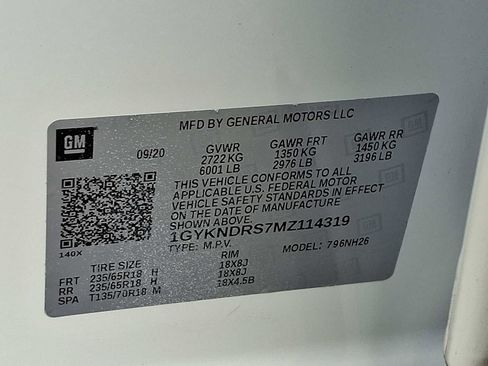 MFD BY GENERAL MOTORS LLC
GM
09/20 GVWR GAWR FRT GAWR RR
2722 KG 1350 KG 1450 KG
6001 LB 2976 LB 3196 LB
THIS VEHICLE CONFORMS TO ALL
APPLICABLE U.S. FEDERAL MOTOR
VEHICLE SAFETY STANDARDS IN EFFECT
ON THE DATE OF MANUFACTURE
SHOWN ABOVE.
1GYKNDRS7MZ114319
140X TYPE: M.P.V. MODEL: 796NH26
TIRE SIZE RIM
FRT 235/65R18 H 18X8J
RR 235/65R18 H 18X8J
SPA T135/70R18 M 18X4.5B